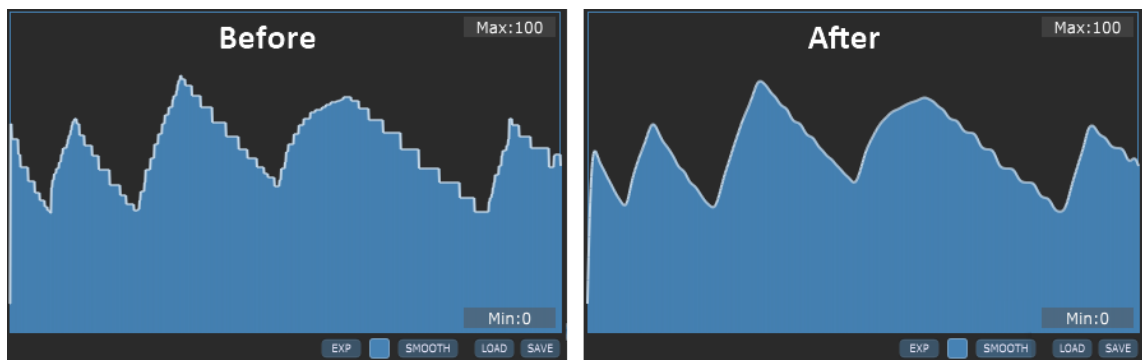 Before
Max:100
Min:0
EXP SMOOTH LOAD SAVE
After
Max:100
Min:0
EXP SMOOTH LOAD SAVE